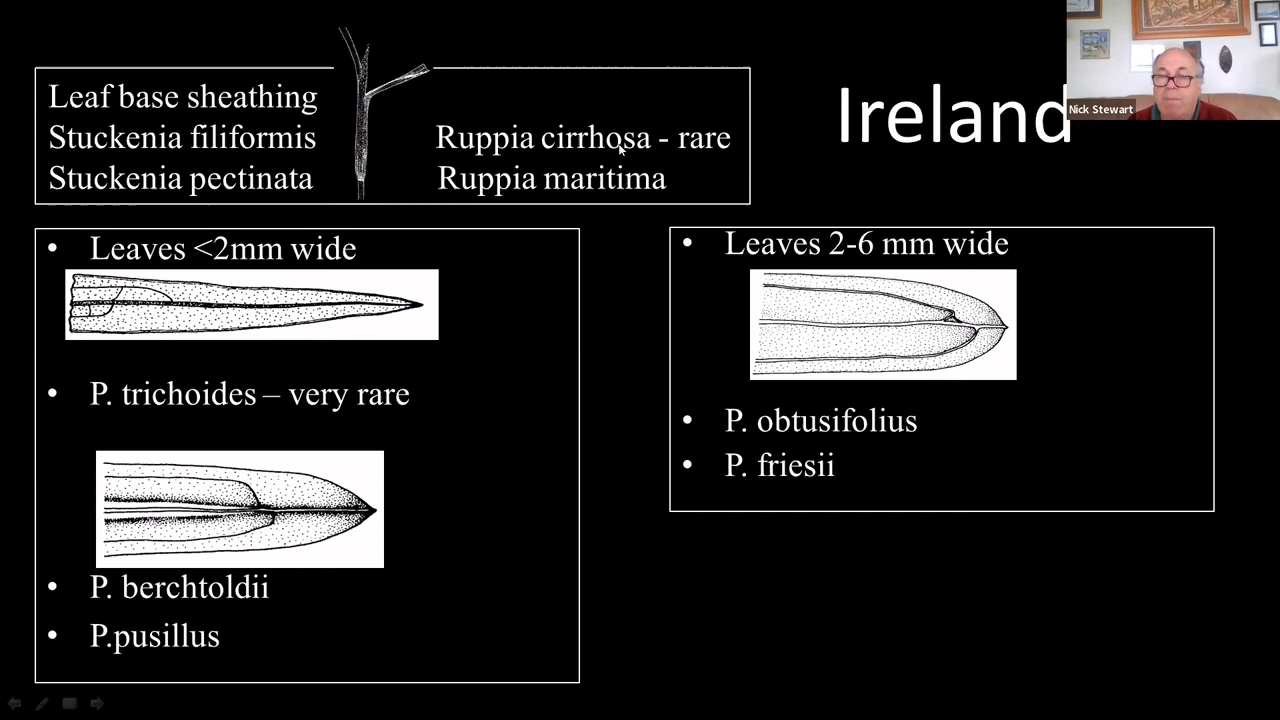 Leaf base sheathing
Stuckenia filiformis
Stuckenia pectinata
Ruppia cirrhosa - rare
Ruppia maritima
Ireland
Nick Stewart
• Leaves <2mm wide
• P. trichoides – very rare
• P. berchtoldii
• P.pusillus
• Leaves 2-6 mm wide
• P. obtusifolius
• P. friesii